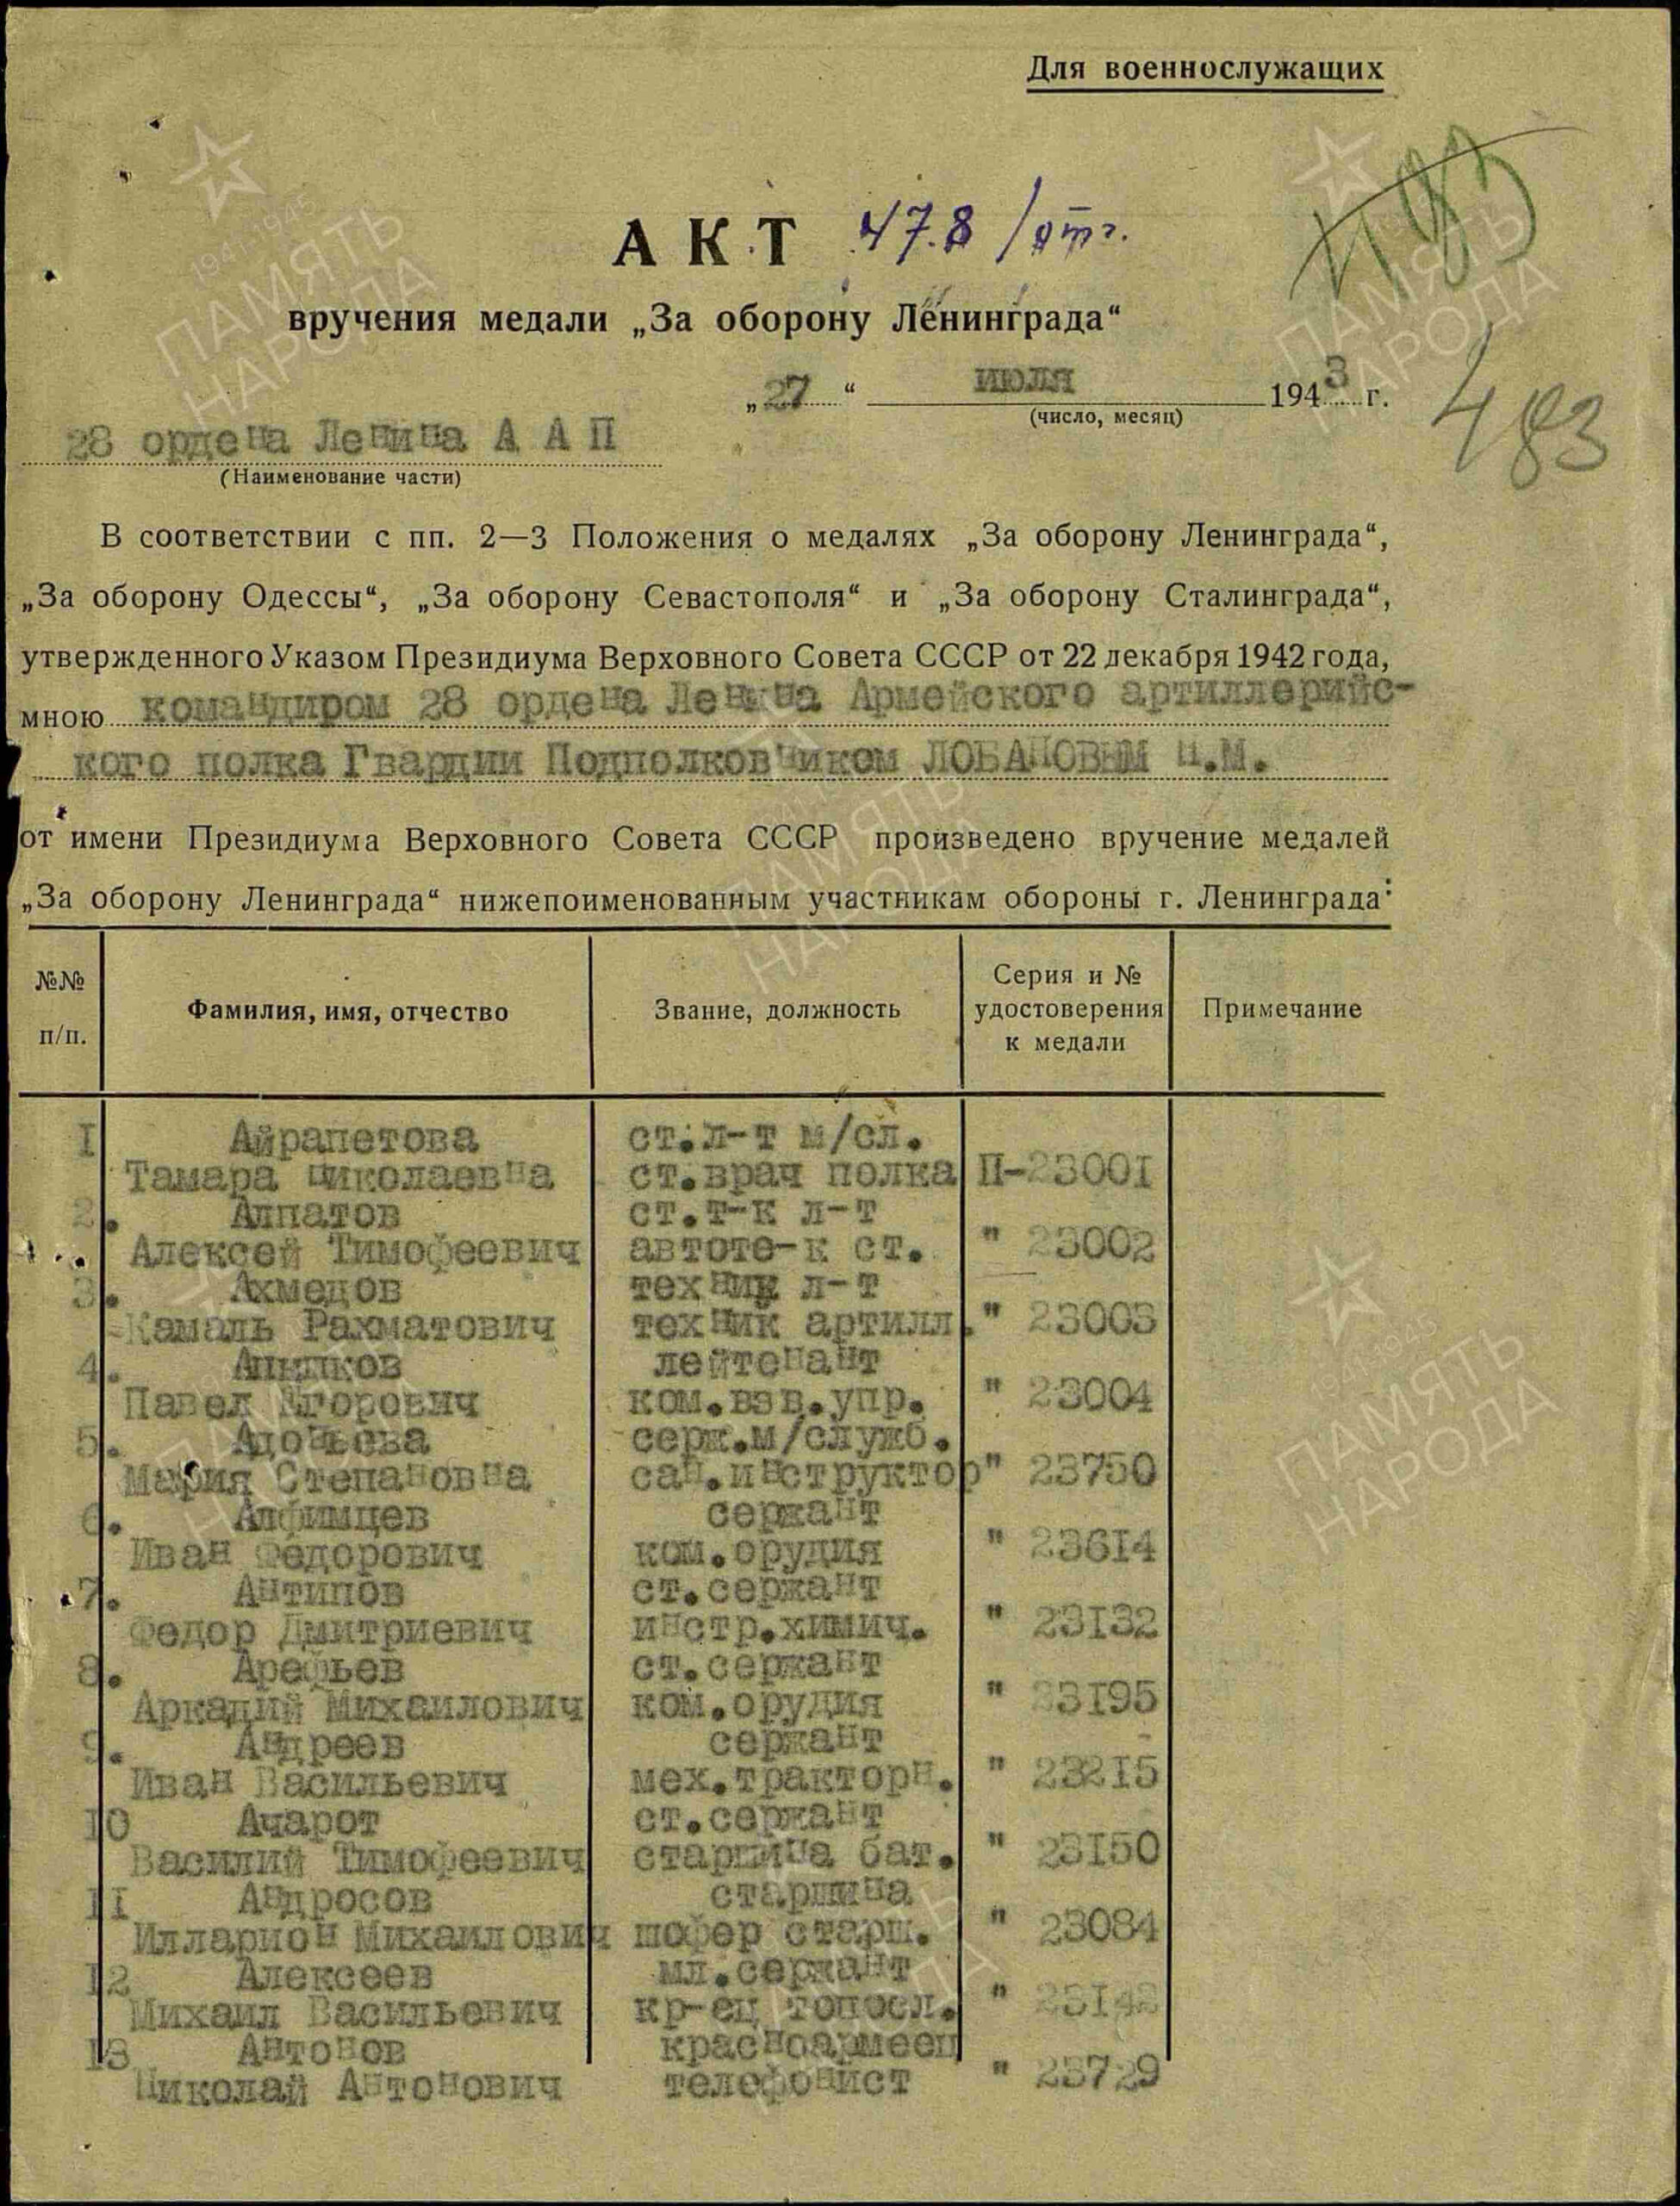 Для военнослужащих
АКТ 47.8
вручения медали „За оборону Ленинграда“
„27“ июля 1943 г.
(число, месяц)
483
28 ордена Ленина А А П
(Наименование части)
В соответствии с пп. 2—3 Положения о медалях „За оборону Ленинграда“,
„За оборону Одессы“, „За оборону Севастополя“ и „За оборону Сталинграда“,
утвержденного Указом Президиума Верховного Совета СССР от 22 декабря 1942 года,
мною командиром 28 ордена Ленина Армейского артиллерийс-
кого полка Гвардии Подполковником ЛОБАНОВЫМ Н.М.
от имени Президиума Верховного Совета СССР произведено вручение медалей
„За оборону Ленинграда“ нижепоименованным участникам обороны г. Ленинграда:
№№ п/п. Фамилия, имя, отчество Звание, должность Серия и № удостоверения к медали Примечание
1 Айрапетова ст.л-т м/сл.
Тамара Николаевна ст.врач полка П-23001
2. Алпатов ст.т-к л-т
Алексей Тимофеевич автоте-к ст. " 23002
3. Ахмедов техник л-т
Камаль Рахматович техник артилл. " 23003
4. лейтенант
Павел Егорович ком.взв.упр. " 23004
5. Адоньева серж.м/служб.
Мария Степановна сан.инструктор " 23750
6. Алфимцев сержант
Иван Федорович ком.орудия " 23614
7. Антипов ст.сержант
Федор Дмитриевич инстр.химич. " 23132
8. Арефьев ст.сержант
Аркадий Михаилович ком.орудия " 23195
9. Андреев сержант
Иван Васильевич мех.тракторн. " 23215
10 Ачарот ст.сержант
Василий Тимофеевич старшина бат. " 23150
11 Андросов старшина
Илларион Михаилович шофер старш. " 23084
12 Алексеев мл.сержант
Михаил Васильевич кр-ец топосл. "
13 Антонов красноармеец
Николай Антонович телефонист " 23729
ПАМЯТЬ НАРОДА
1941-1945